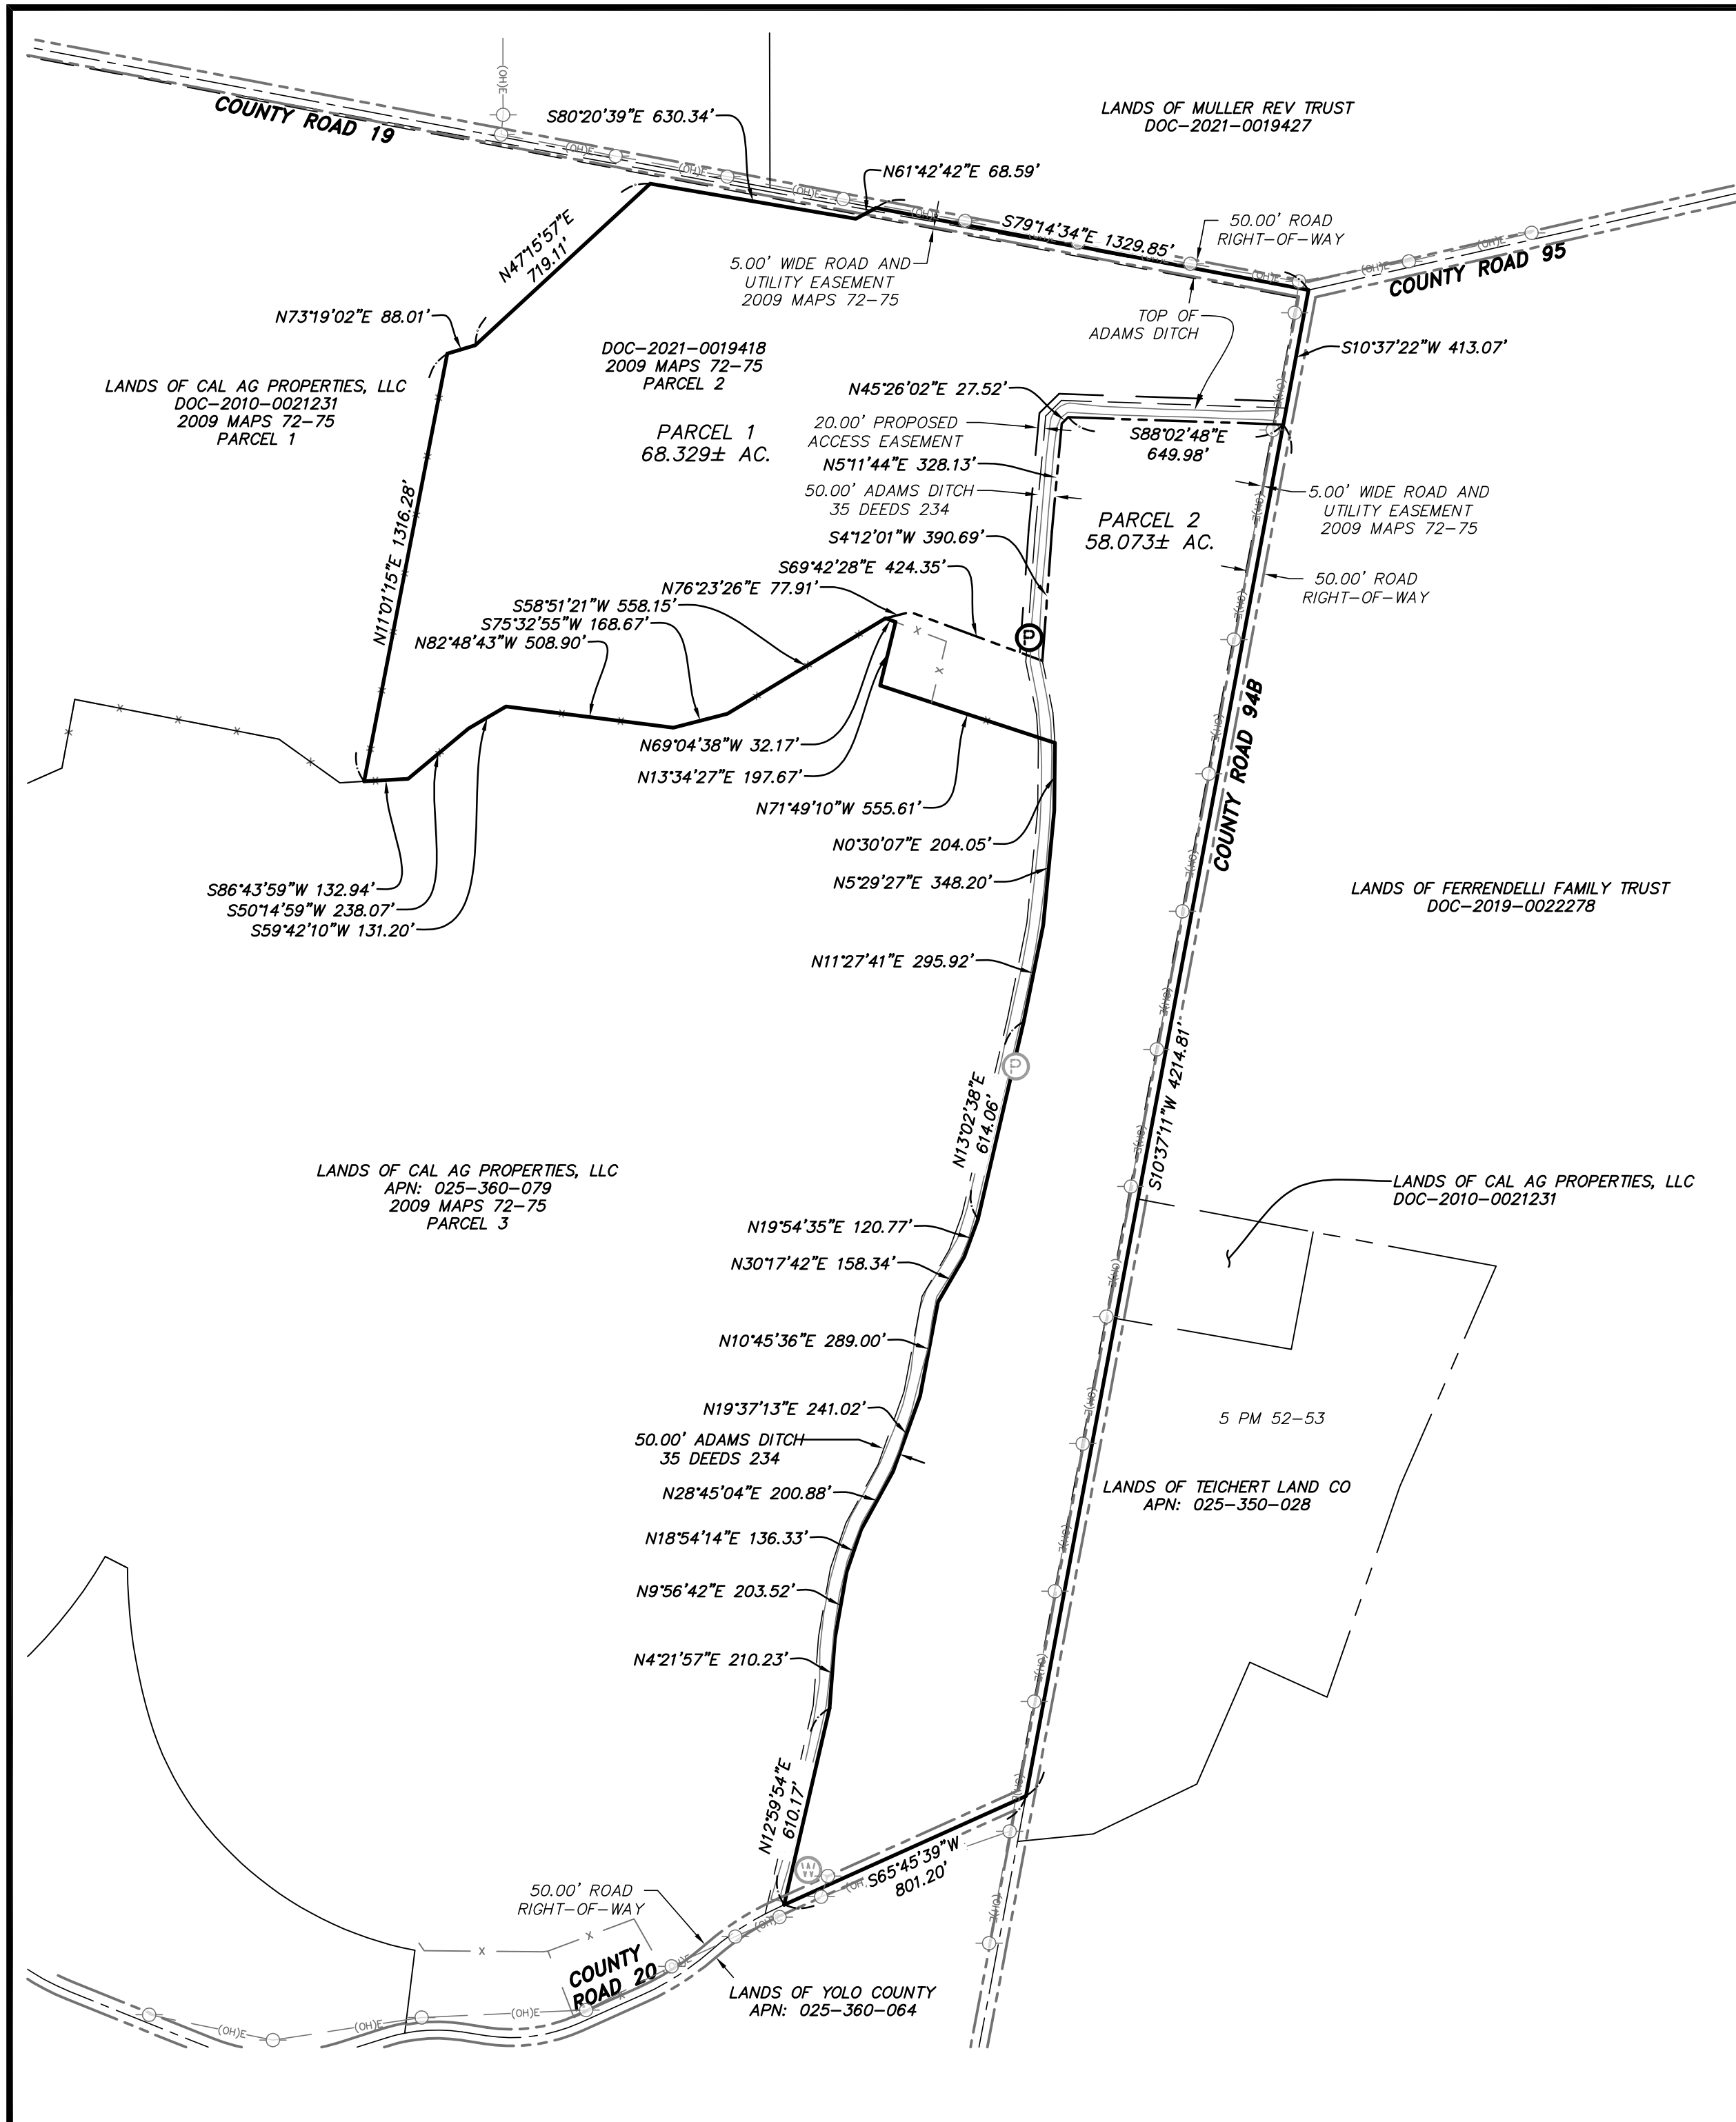 COUNTY ROAD 19
(OH)E
S80°20'39"E 630.34'
LANDS OF MULLER REV TRUST
DOC-2021-0019427
(OH)E
(OH)E
(OH)E
(OH)E
N61°42'42"E 68.59'
N47°15'57"E
719.11'
S79°14'34"E 1329.85'
50.00' ROAD
RIGHT-OF-WAY
(OH)E
(OH)E
(OH)E
(OH)E
COUNTY ROAD 95
5.00' WIDE ROAD AND
UTILITY EASEMENT
2009 MAPS 72-75
N73°19'02"E 88.01'
TOP OF
ADAMS DITCH
S10°37'22"W 413.07'
DOC-2021-0019418
2009 MAPS 72-75
PARCEL 2
LANDS OF CAL AG PROPERTIES, LLC
DOC-2010-0021231
2009 MAPS 72-75
PARCEL 1
N45°26'02"E 27.52'
PARCEL 1
68.329± AC.
20.00' PROPOSED
ACCESS EASEMENT
S88°02'48"E
649.98'
N5°11'44"E 328.13'
50.00' ADAMS DITCH
35 DEEDS 234
5.00' WIDE ROAD AND
UTILITY EASEMENT
2009 MAPS 72-75
PARCEL 2
58.073± AC.
S4°12'01"W 390.69'
S69°42'28"E 424.35'
N76°23'26"E 77.91'
50.00' ROAD
RIGHT-OF-WAY
N11°01'15"E 1316.28'
S58°51'21"W 558.15'
S75°32'55"W 168.67'
N82°48'43"W 508.90'
P
COUNTY ROAD 94B
N69°04'38"W 32.17'
N13°34'27"E 197.67'
N71°49'10"W 555.61'
N0°30'07"E 204.05'
N5°29'27"E 348.20'
S86°43'59"W 132.94'
S50°14'59"W 238.07'
S59°42'10"W 131.20'
LANDS OF FERRENDELLI FAMILY TRUST
DOC-2019-0022278
N11°27'41"E 295.92'
P
N13°02'38"E
614.06'
S10°37'11"W 4214.81'
LANDS OF CAL AG PROPERTIES, LLC
APN: 025-360-079
2009 MAPS 72-75
PARCEL 3
LANDS OF CAL AG PROPERTIES, LLC
DOC-2010-0021231
N19°54'35"E 120.77'
N30°17'42"E 158.34'
N10°45'36"E 289.00'
N19°37'13"E 241.02'
5 PM 52-53
50.00' ADAMS DITCH
35 DEEDS 234
LANDS OF TEICHERT LAND CO
APN: 025-350-028
N28°45'04"E 200.88'
N18°54'14"E 136.33'
N9°56'42"E 203.52'
N4°21'57"E 210.23'
N12°59'54"E
610.17'
W
S65°45'39"W
801.20'
50.00' ROAD
RIGHT-OF-WAY
COUNTY
ROAD 20
LANDS OF YOLO COUNTY
APN: 025-360-064
(OH)E
(OH)E
(OH)E